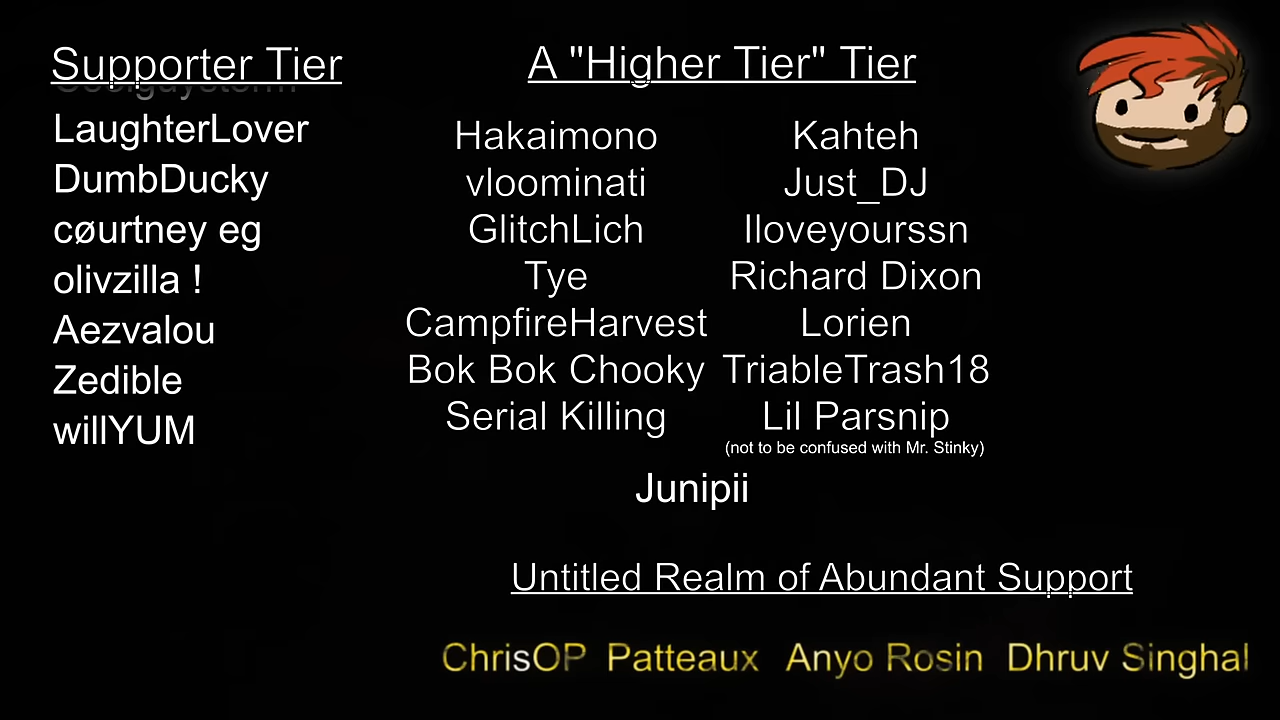 Supporter Tier
LaughterLover
DumbDucky
cøurtney eg
olivzilla !
Aezvalou
Zedible
willYUM
A "Higher Tier" Tier
Hakaimono Kahteh
vloominati Just_DJ
GlitchLich Iloveyourssn
Tye Richard Dixon
CampfireHarvest Lorien
Bok Bok Chooky TriableTrash18
Serial Killing Lil Parsnip
(not to be confused with Mr. Stinky)
Junipii
Untitled Realm of Abundant Support
ChrisOP Patteaux Anyo Rosin Dhruv Singhal